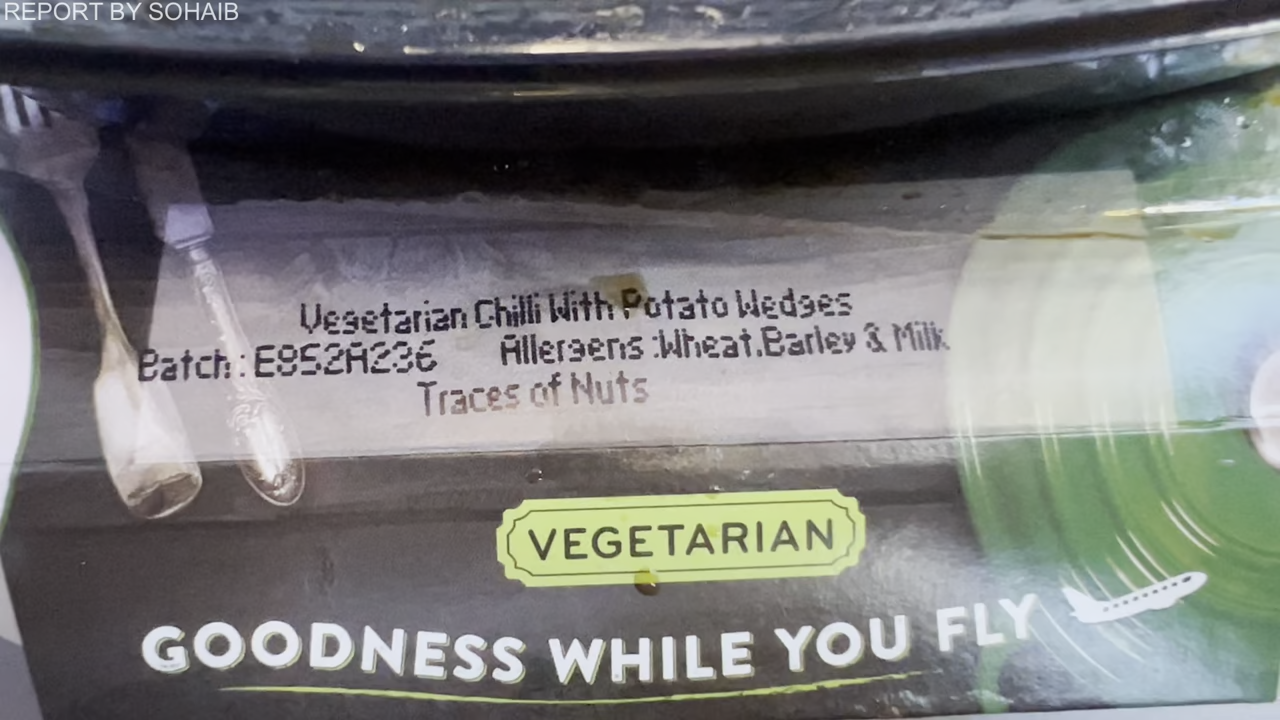 REPORT BY SOHAIB
Vegetarian Chilli With Potato Wedges
Batch: E852A236 Allergens :Wheat,Barley & Milk
Traces of Nuts
VEGETARIAN
GOODNESS WHILE YOU FLY